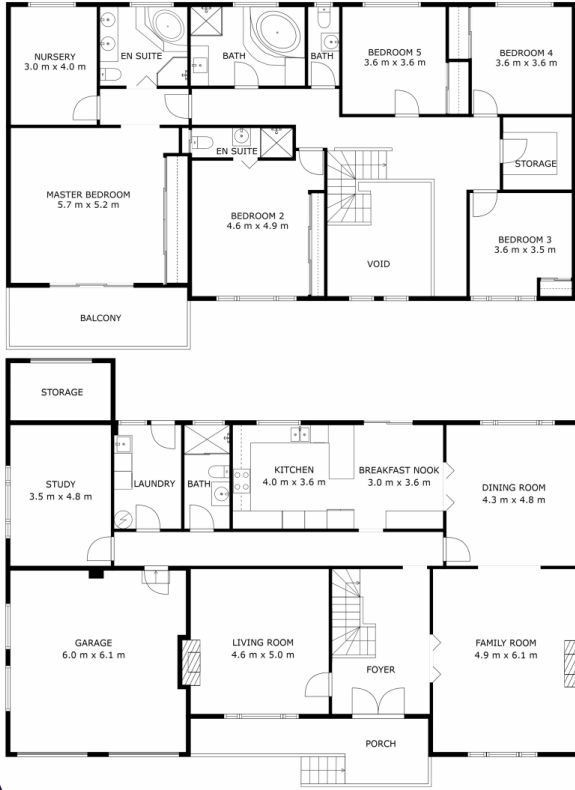 NURSERY
3.0 m x 4.0 m
EN SUITE
BATH
BATH
BEDROOM 5
3.6 m x 3.6 m
BEDROOM 4
3.6 m x 3.6 m
EN SUITE
STORAGE
MASTER BEDROOM
5.7 m x 5.2 m
BEDROOM 2
4.6 m x 4.9 m
BEDROOM 3
3.6 m x 3.5 m
VOID
BALCONY
STORAGE
STUDY
3.5 m x 4.8 m
LAUNDRY
BATH
KITCHEN
4.0 m x 3.6 m
BREAKFAST NOOK
3.0 m x 3.6 m
DINING ROOM
4.3 m x 4.8 m
GARAGE
6.0 m x 6.1 m
LIVING ROOM
4.6 m x 5.0 m
FOYER
FAMILY ROOM
4.9 m x 6.1 m
PORCH